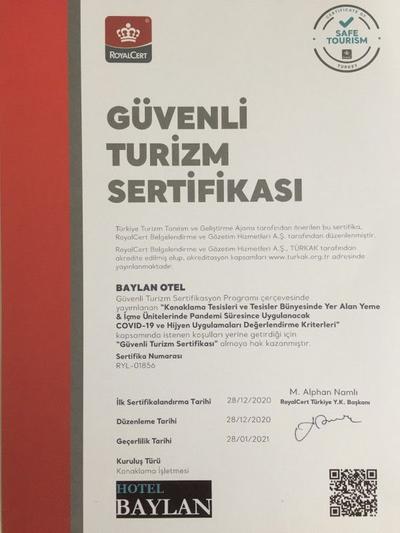 ROYALCERT
CERTIFICATE OF
SAFE
TOURISM
TURKEY
GÜVENLİ
TURİZM
SERTİFİKASI
Türkiye Turizm Tanıtım ve Geliştirme Ajansı tarafından önerilen bu sertifika,
RoyalCert Belgelendirme ve Gözetim Hizmetleri A.Ş. tarafından düzenlenmiştir.
RoyalCert Belgelendirme ve Gözetim Hizmetleri A.Ş., TÜRKAK tarafından
akredite edilmiş olup, akreditasyon kapsamları www.turkak.org.tr adresinde
yayınlanmaktadır.
BAYLAN OTEL
Güvenli Turizm Sertifikasyon Programı çerçevesinde
yayımlanan "Konaklama Tesisleri ve Tesisler Bünyesinde Yer Alan Yeme
& İçme Ünitelerinde Pandemi Süresince Uygulanacak
COVID-19 ve Hijyen Uygulamaları Değerlendirme Kriterleri"
kapsamında istenen koşulları yerine getirdiği için
"Güvenli Turizm Sertifikası" almaya hak kazanmıştır.
Sertifika Numarası
RYL-01856
M. Alphan Namlı
RoyalCert Türkiye Y.K. Başkanı
İlk Sertifikalandırma Tarihi 28/12/2020
Düzenleme Tarihi 28/12/2020
Geçerlilik Tarihi 28/01/2021
Kuruluş Türü
Konaklama İşletmesi
HOTEL
BAYLAN